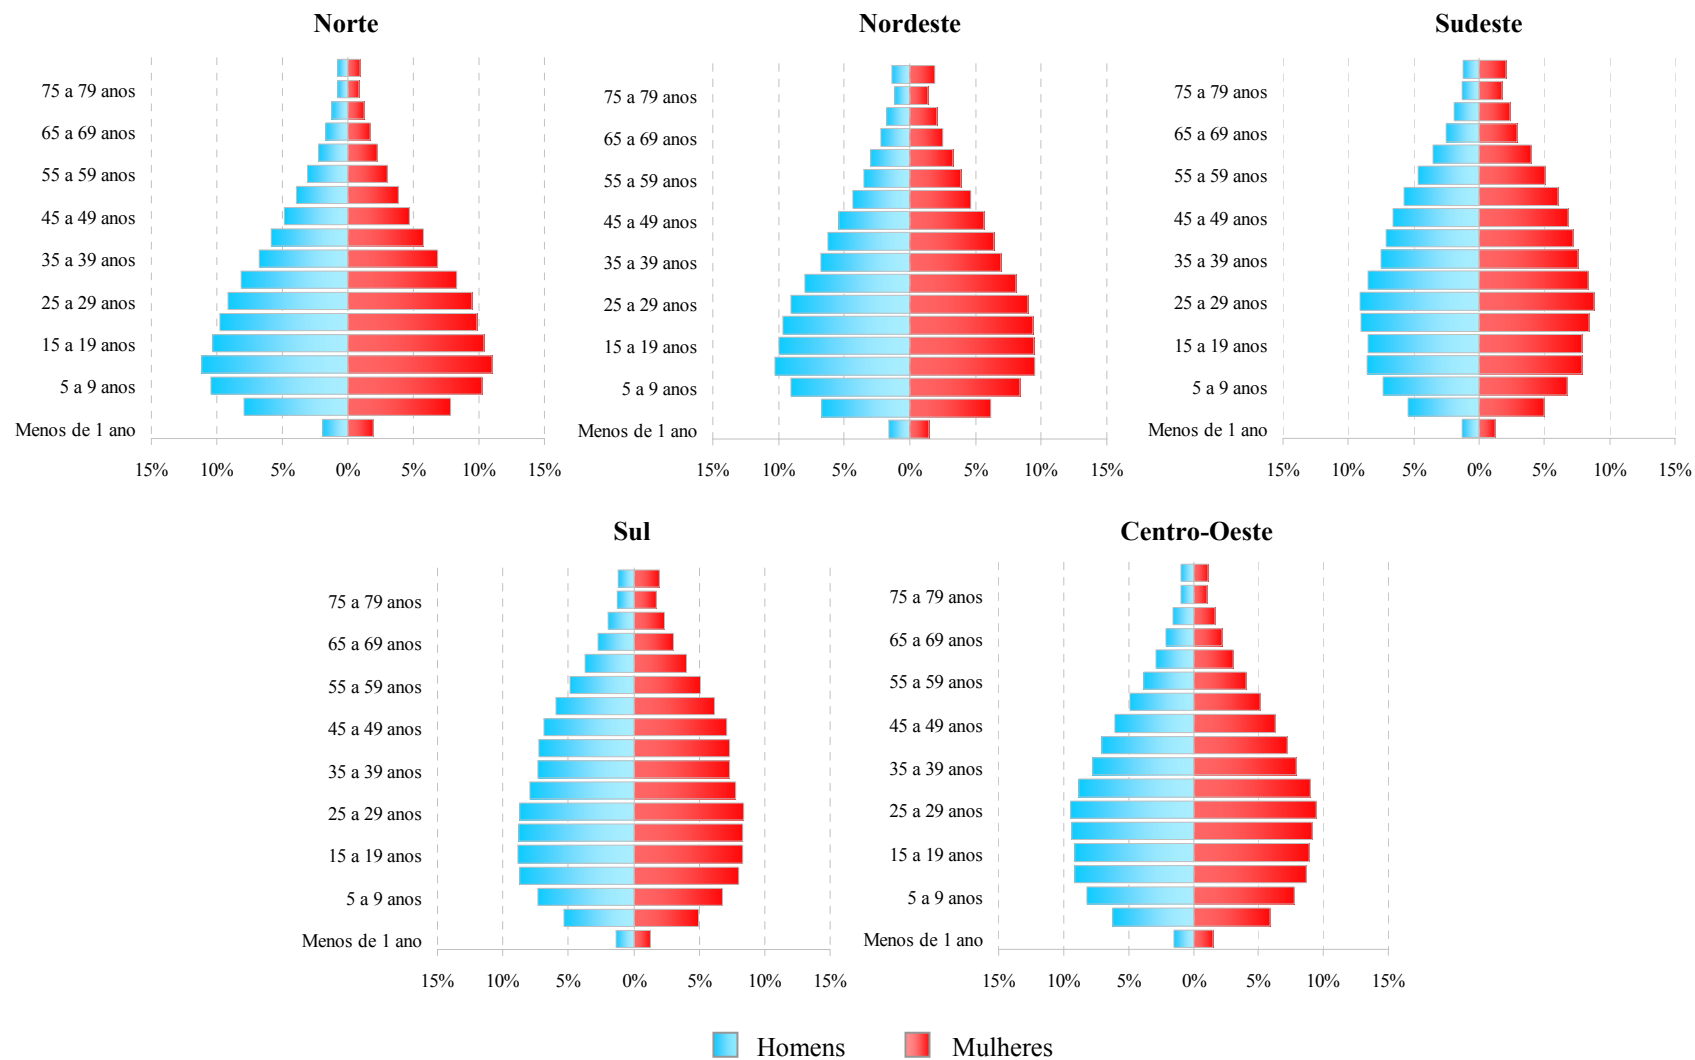 Norte
75 a 79 anos
65 a 69 anos
55 a 59 anos
45 a 49 anos
35 a 39 anos
25 a 29 anos
15 a 19 anos
5 a 9 anos
Menos de 1 ano
15% 10% 5% 0% 5% 10% 15%
Nordeste
75 a 79 anos
65 a 69 anos
55 a 59 anos
45 a 49 anos
35 a 39 anos
25 a 29 anos
15 a 19 anos
5 a 9 anos
Menos de 1 ano
15% 10% 5% 0% 5% 10% 15%
Sudeste
75 a 79 anos
65 a 69 anos
55 a 59 anos
45 a 49 anos
35 a 39 anos
25 a 29 anos
15 a 19 anos
5 a 9 anos
Menos de 1 ano
15% 10% 5% 0% 5% 10% 15%
Sul
75 a 79 anos
65 a 69 anos
55 a 59 anos
45 a 49 anos
35 a 39 anos
25 a 29 anos
15 a 19 anos
5 a 9 anos
Menos de 1 ano
15% 10% 5% 0% 5% 10% 15%
Centro-Oeste
75 a 79 anos
65 a 69 anos
55 a 59 anos
45 a 49 anos
35 a 39 anos
25 a 29 anos
15 a 19 anos
5 a 9 anos
Menos de 1 ano
15% 10% 5% 0% 5% 10% 15%
Homens Mulheres